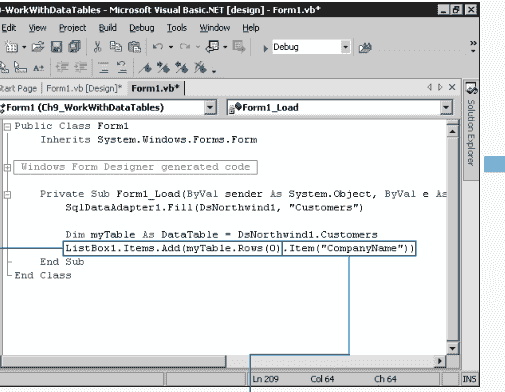 0-WorkWithDataTables - Microsoft Visual Basic.NET [design] - Form1.vb*
Edit View Project Build Debug Tools Window Help
Debug
Start Page Form1.vb [Design]* Form1.vb*
Form1 (Ch9_WorkWithDataTables) Form1_Load
Public Class Form1
Inherits System.Windows.Forms.Form
Windows Form Designer generated code
Private Sub Form1_Load(ByVal sender As System.Object, ByVal e As
SqlDataAdapter1.Fill(DsNorthwind1, "Customers")
Dim myTable As DataTable = DsNorthwind1.Customers
ListBox1.Items.Add(myTable.Rows(0).Item("CompanyName"))
End Sub
End Class
Solution Explorer
Ln 209 Col 64 Ch 64 INS